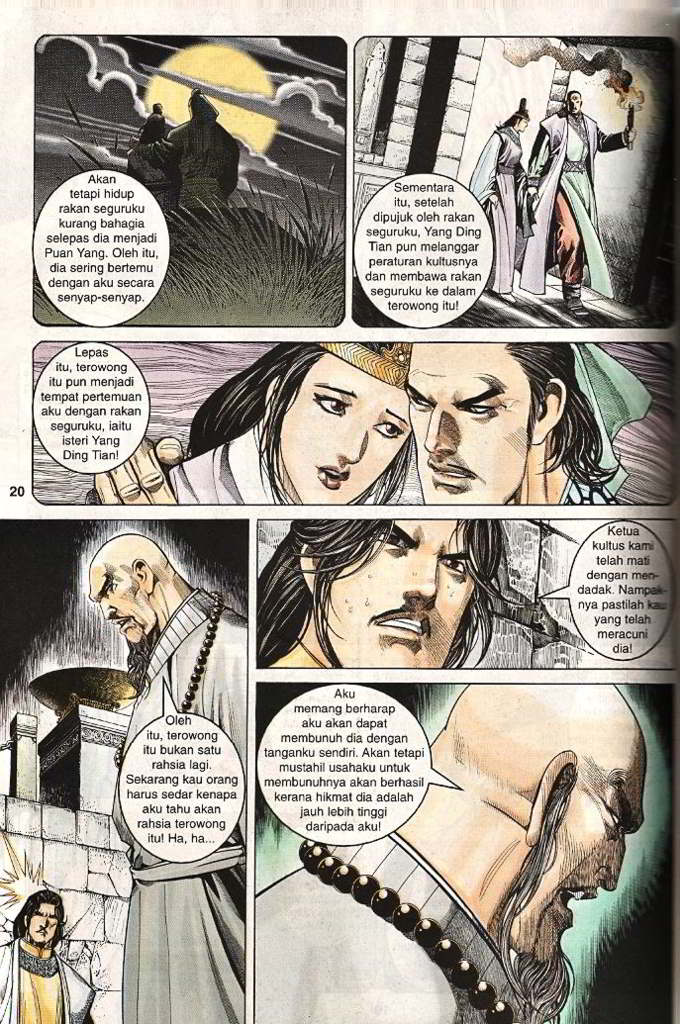 Akan
tetapi hidup
rakan seguruku
kurang bahagia
selepas dia menjadi
Puan Yang. Oleh itu,
dia sering bertemu
dengan aku secara
senyap-senyap.
Sementara
itu, setelah
dipujuk oleh rakan
seguruku, Yang Ding
Tian pun melanggar
peraturan kultusnya
dan membawa rakan
seguruku ke dalam
terowong itu!
Lepas
itu, terowong
itu pun menjadi
tempat pertemuan
aku dengan rakan
seguruku, iaitu
isteri Yang
Ding Tian!
20
Ketua
kultus kami
telah mati
dengan men-
dadak. Nampak-
nya pastilah kau
yang telah
meracuni
dia!
Oleh
itu, terowong
itu bukan satu
rahsia lagi.
Sekarang kau orang
harus sedar kenapa
aku tahu akan
rahsia terowong
itu! Ha, ha...
Aku
memang berharap
aku akan dapat
membunuh dia dengan
tanganku sendiri. Akan tetapi
mustahil usahaku untuk
membunuhnya akan berhasil
kerana hikmat dia adalah
jauh lebih tinggi
daripada aku!